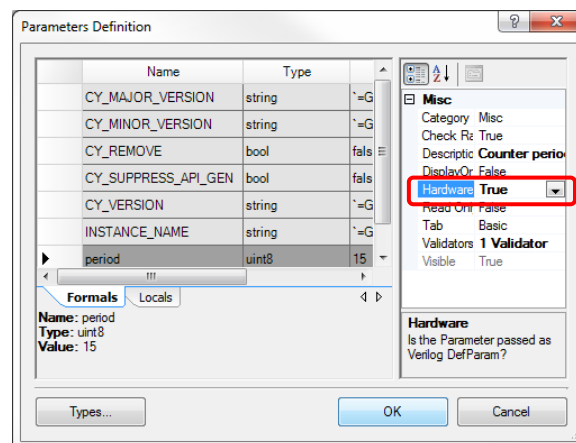 Parameters Definition
Name Type
CY_MAJOR_VERSION string `=G
CY_MINOR_VERSION string `=G
CY_REMOVE bool fals
CY_SUPPRESS_API_GEN bool fals
CY_VERSION string `=G
INSTANCE_NAME string `=G
period uint8 15
Formals Locals
Name: period
Type: uint8
Value: 15
Misc
Category Misc
Check Ra True
Descriptic Counter perio
DisplayOr False
Hardware True
Read Onl False
Tab Basic
Validators 1 Validator
Visible True
Hardware
Is the Parameter passed as
Verilog DefParam?
Types... OK Cancel